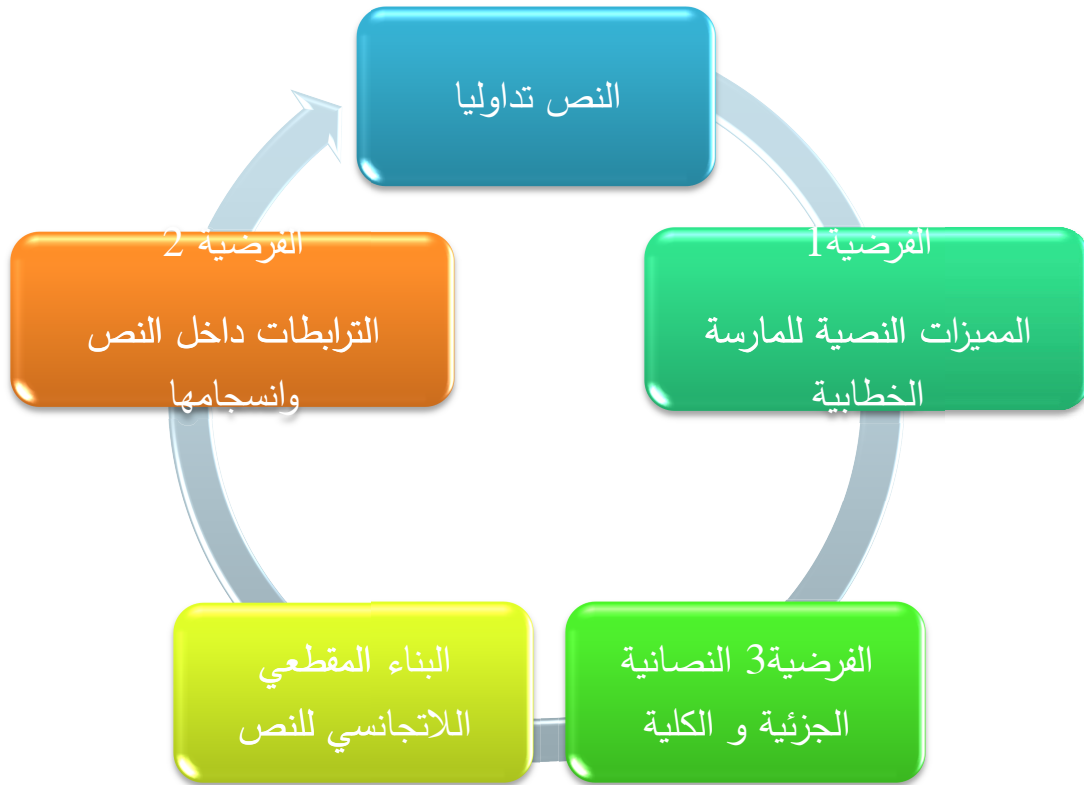 النص تداوليا
الفرضية1
المميزات النصية للمارسة
الخطابية
الفرضية3 النصانية
الجزئية و الكلية
البناء المقطعي
اللاتجانسي للنص
الفرضية 2
الترابطات داخل النص
وانسجامها